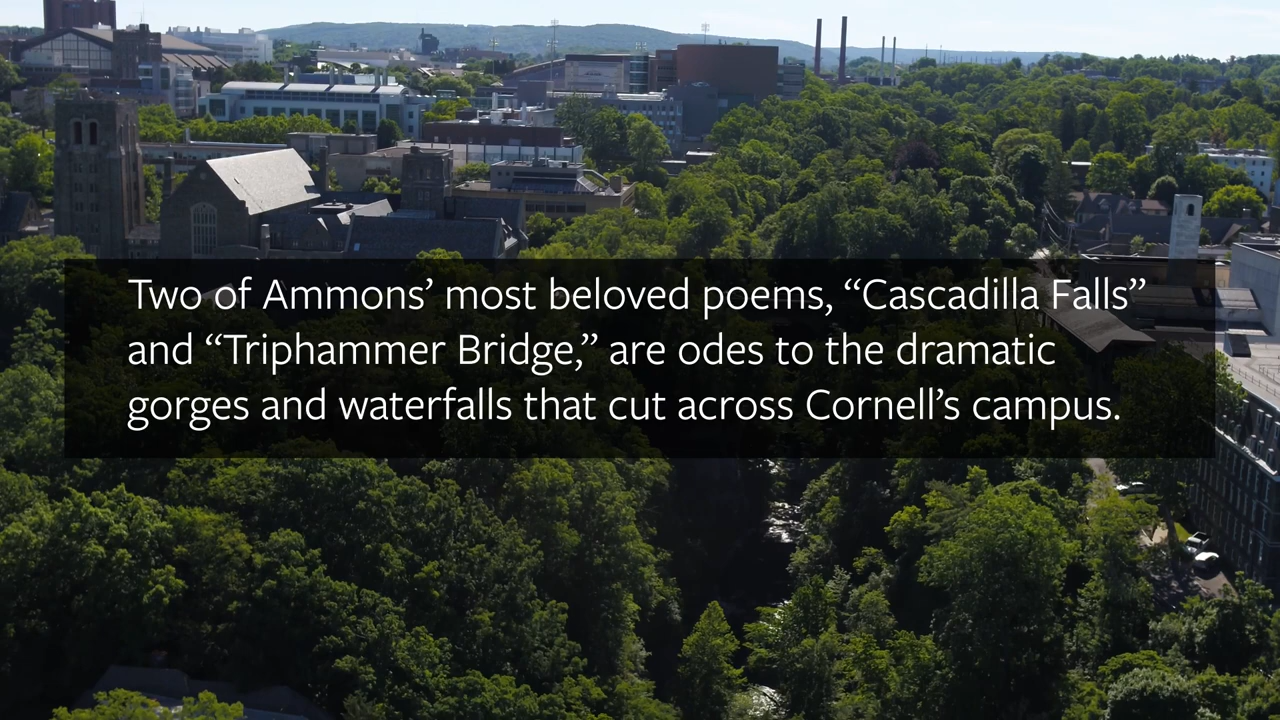 Two of Ammons’ most beloved poems, “Cascadilla Falls”
and “Triphammer Bridge,” are odes to the dramatic
gorges and waterfalls that cut across Cornell’s campus.